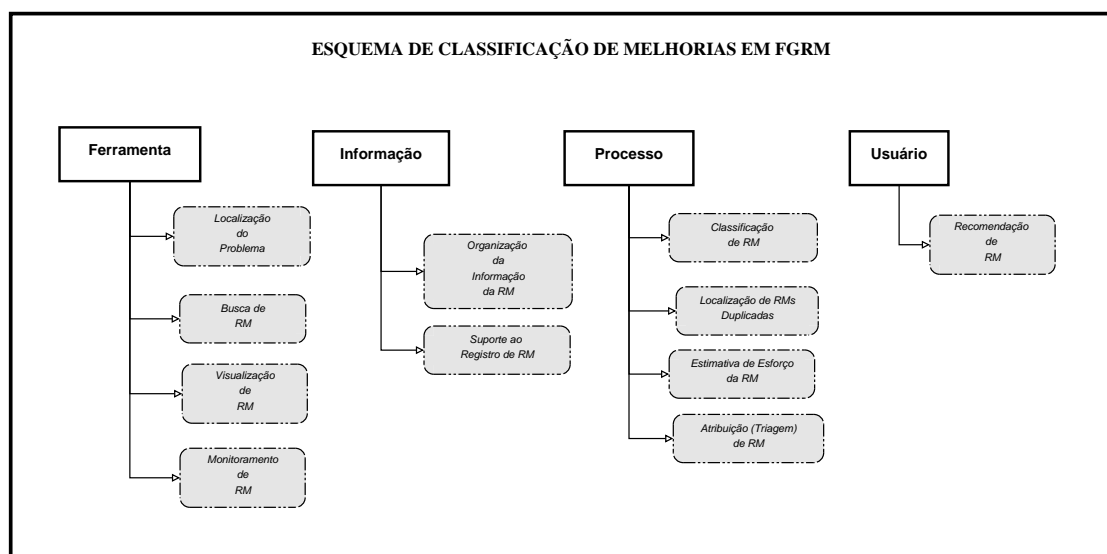 ESQUEMA DE CLASSIFICAÇÃO DE MELHORIAS EM FGRM
Ferramenta
Localização
do
Problema
Busca de
RM
Visualização
de
RM
Monitoramento
de
RM
Informação
Organização
da
Informação
da RM
Suporte ao
Registro de RM
Processo
Classificação
de RM
Localização de RMs
Duplicadas
Estimativa de Esforço
da RM
Atribuição (Triagem)
de RM
Usuário
Recomendação
de
RM